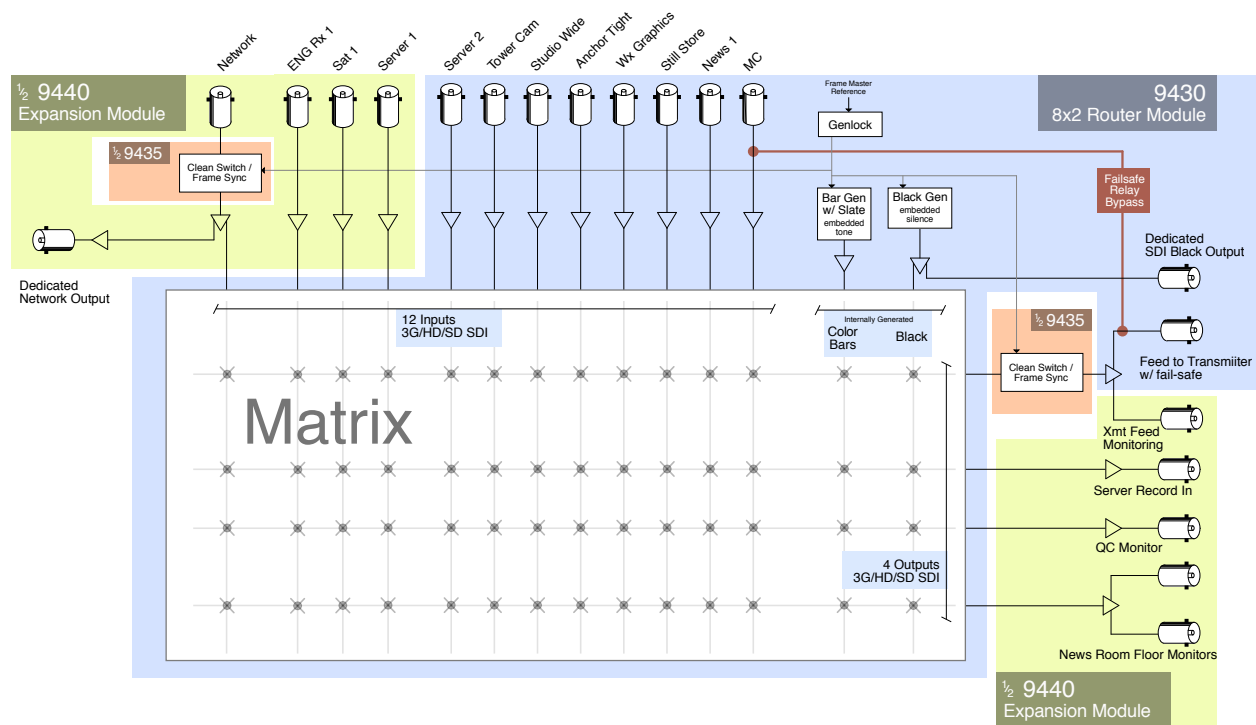 Network
ENG Rx 1
Sat 1
Server 1
Server 2
Tower Cam
Studio Wide
Anchor Tight
Wx Graphics
Still Store
News 1
MC
½ 9440
Expansion Module
9430
8x2 Router Module
Frame Master
Reference
Genlock
½ 9435
Clean Switch /
Frame Sync
Failsafe
Relay
Bypass
Bar Gen
w/ Slate
embedded
tone
Black Gen
embedded
silence
Dedicated
SDI Black Output
Dedicated
Network Output
12 Inputs
3G/HD/SD SDI
Internally Generated
Color
Bars
Black
½ 9435
Clean Switch /
Frame Sync
Feed to Transmiiter
w/ fail-safe
Matrix
Xmt Feed
Monitoring
Server Record In
QC Monitor
4 Outputs
3G/HD/SD SDI
News Room Floor Monitors
½ 9440
Expansion Module